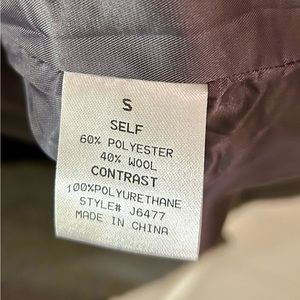 S
SELF
60% POLYESTER
40% WOOL
CONTRAST
100%POLYURETHANE
STYLE# J6477
MADE IN CHINA